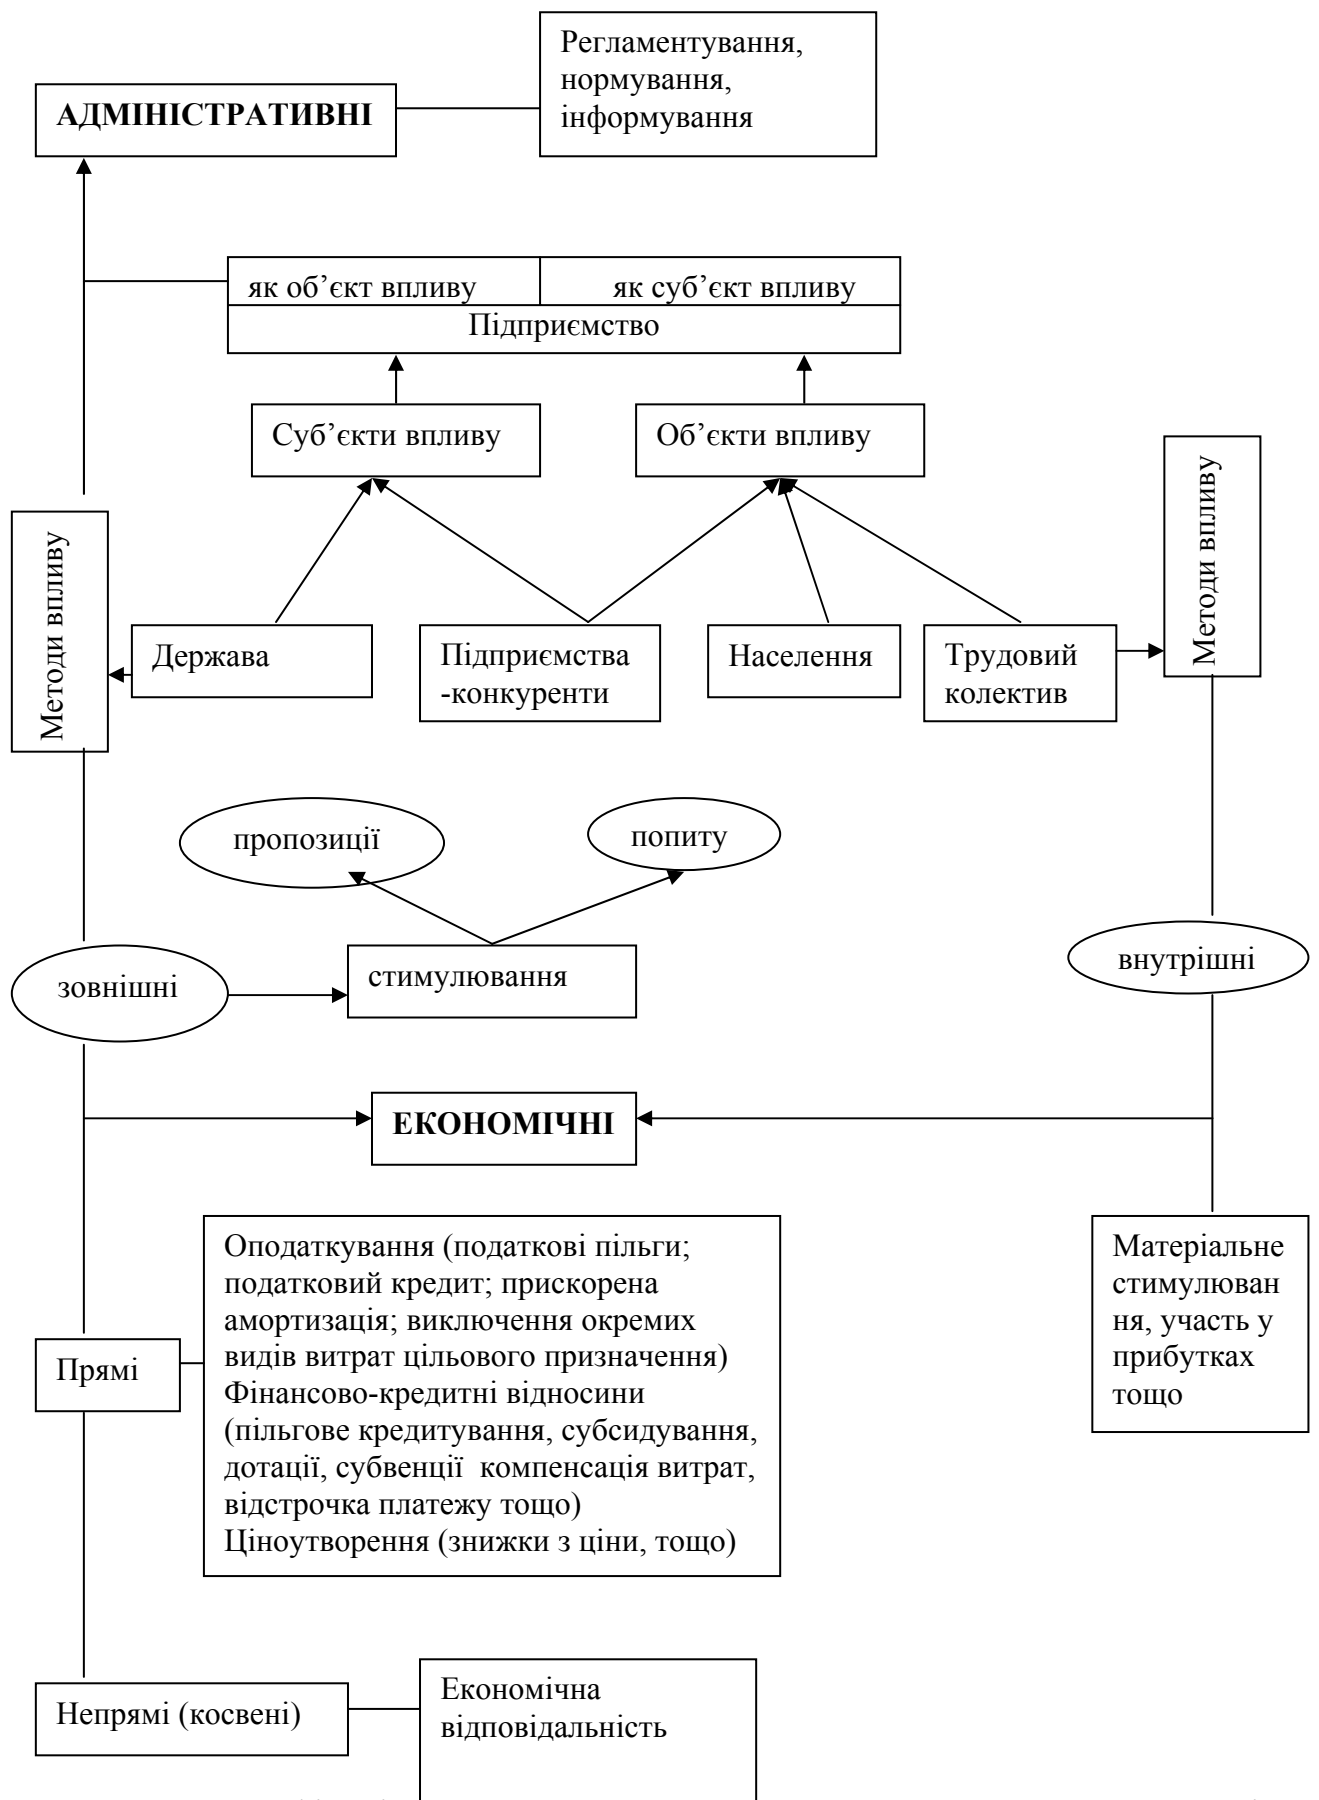 Регламентування,
нормування,
інформування
АДМІНІСТРАТИВНІ
як об’єкт впливу
як суб’єкт впливу
Підприємство
Суб’єкти впливу
Об’єкти впливу
Методи впливу
Методи впливу
Держава
Підприємства
-конкуренти
Населення
Трудовий
колектив
пропозиції
попиту
зовнішні
стимулювання
внутрішні
ЕКОНОМІЧНІ
Оподаткування (податкові пільги;
податковий кредит; прискорена
амортизація; виключення окремих
видів витрат цільового призначення)
Фінансово-кредитні відносини
(пільгове кредитування, субсидування,
дотації, субвенції  компенсація витрат,
відстрочка платежу тощо)
Ціноутворення (знижки з ціни, тощо)
Матеріальне
стимулюван
ня, участь у
прибутках
тощо
Прямі
Непрямі (косвені)
Економічна
відповідальність